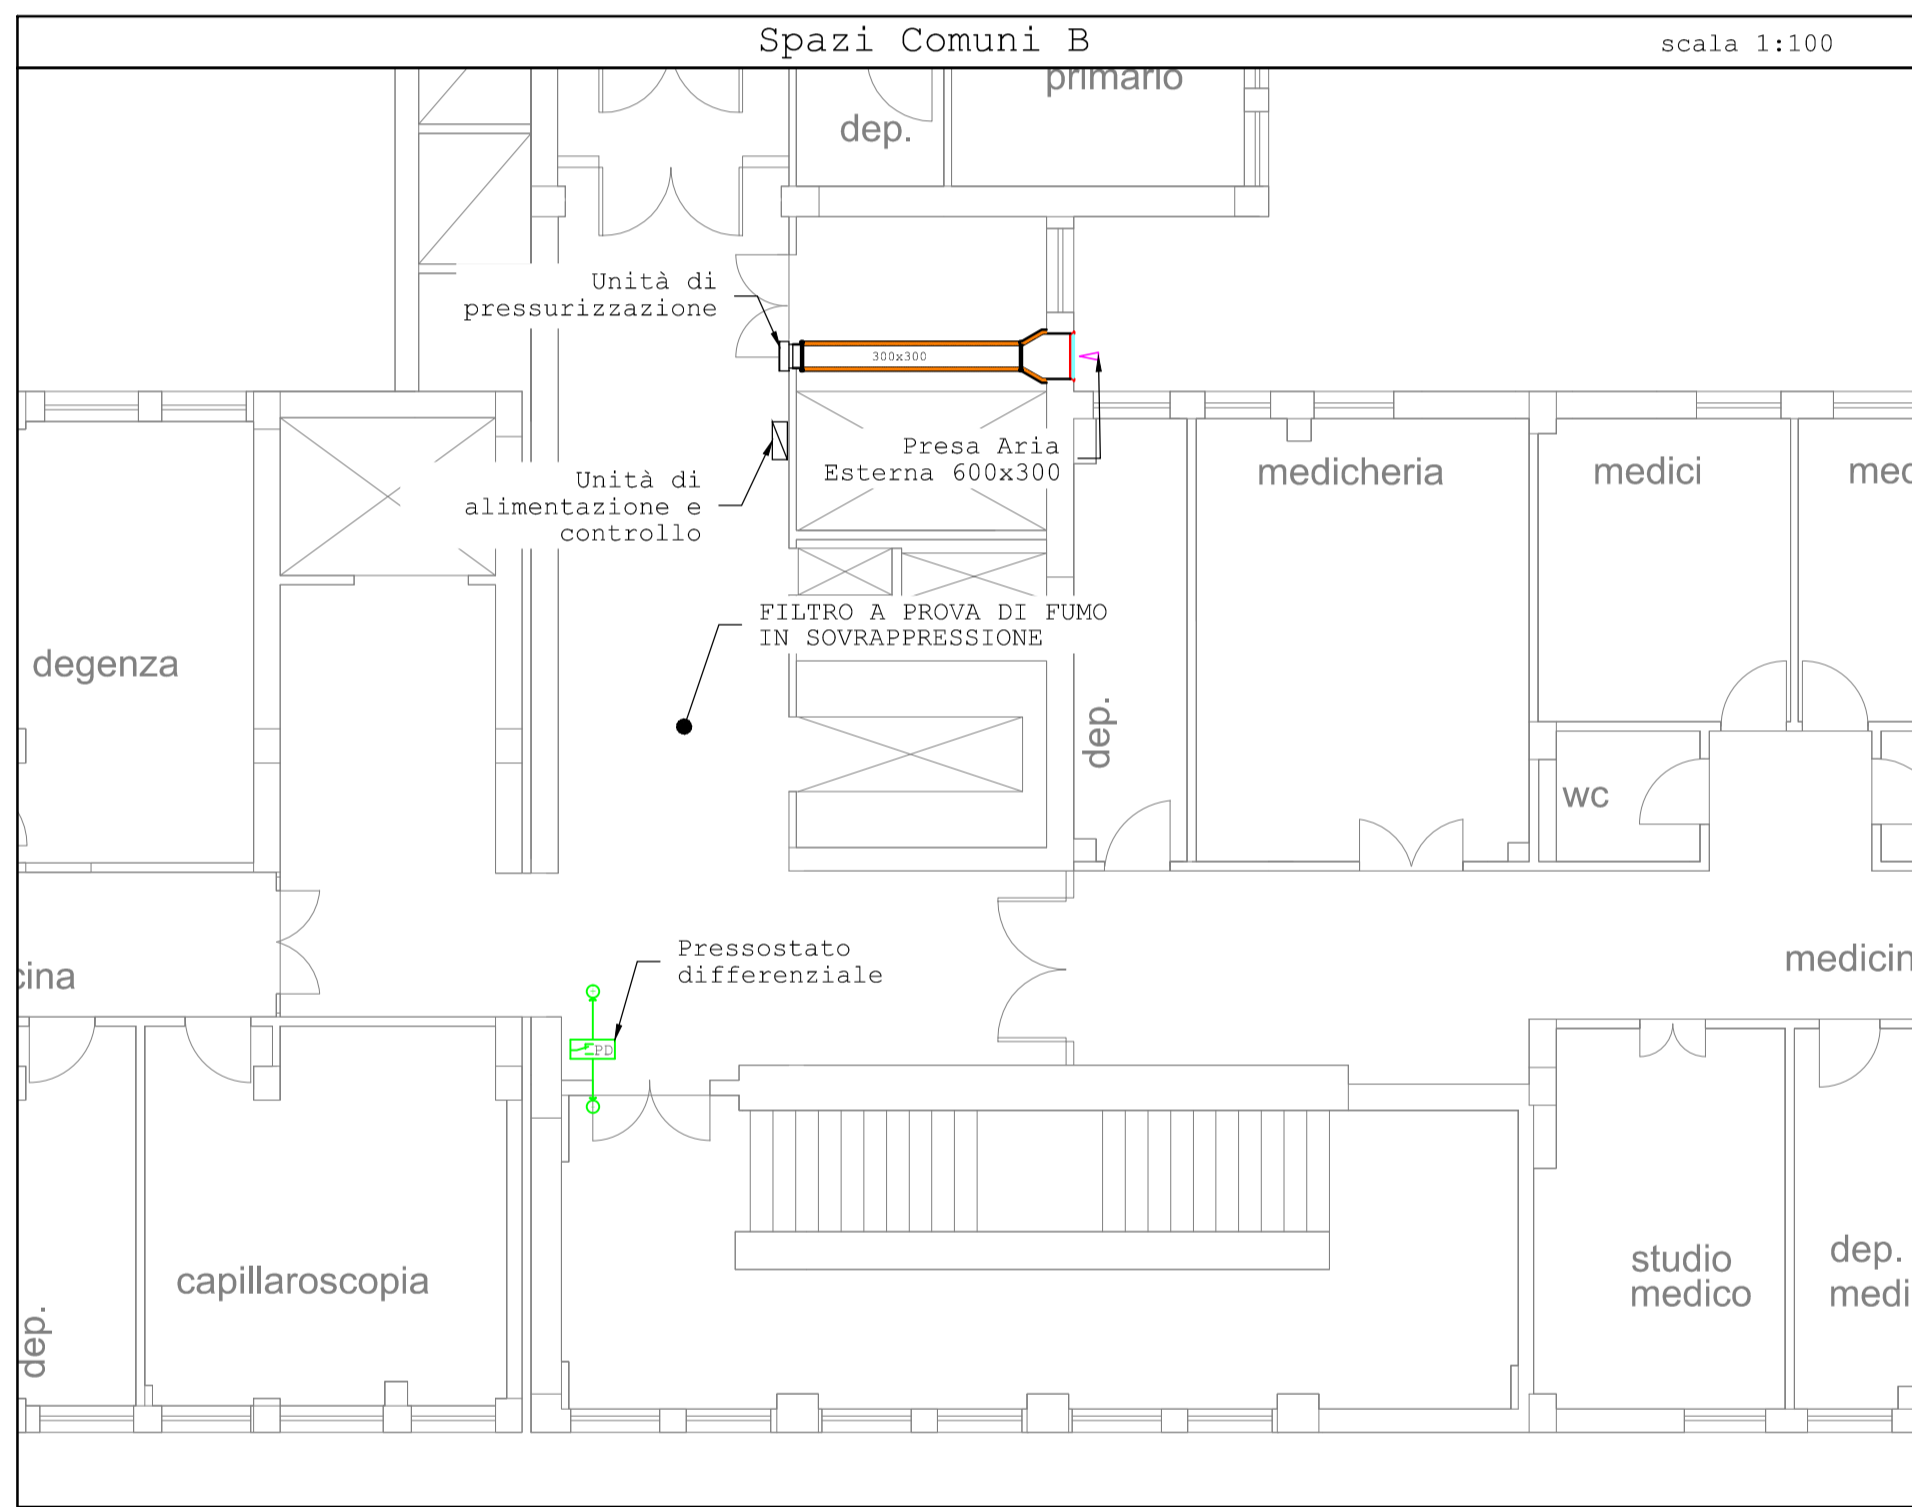 Spazi Comuni B
scala 1:100
primario
dep.
Unità di
pressurizzazione
300x300
Presa Aria
Esterna 600x300
Unità di
alimentazione e
controllo
medicheria
medici
med
FILTRO A PROVA DI FUMO
IN SOVRAPPRESSIONE
degenza
dep.
wc
Pressostato
differenziale
cina
medicin
PD
capillaroscopia
dep.
studio
medico
dep.
medi